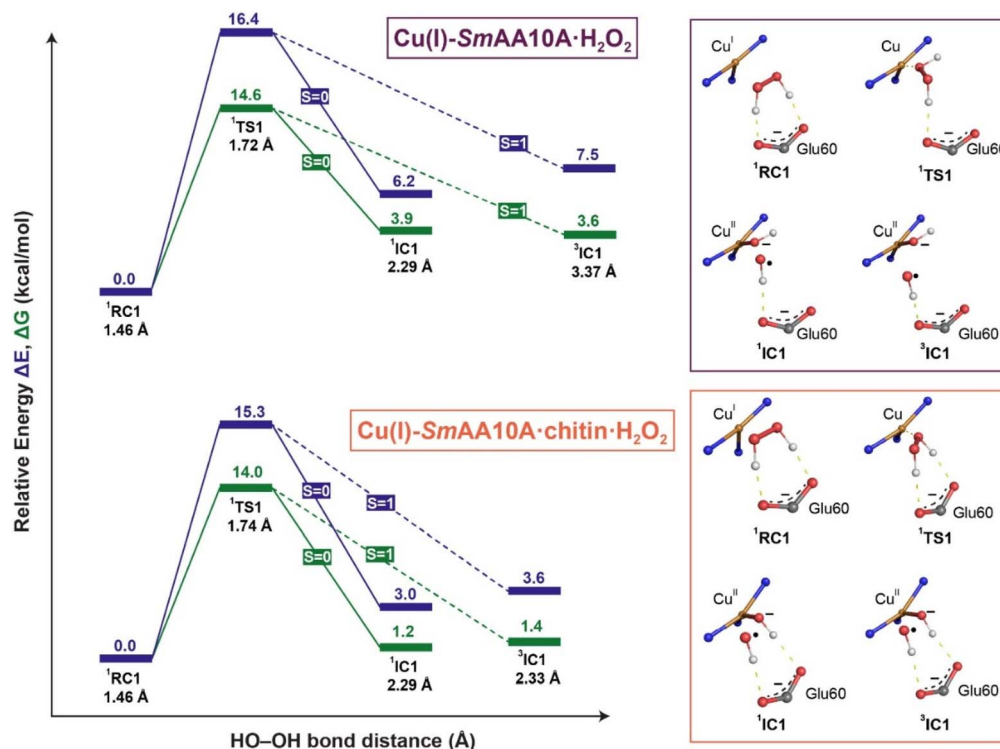 Cu(I)-SmAA10A·H₂O₂
16.4
14.6
¹TS1
1.72 Å
S=0
S=0
S=1
S=1
7.5
6.2
3.9
¹IC1
2.29 Å
3.6
³IC1
3.37 Å
0.0
¹RC1
1.46 Å
Cu(I)-SmAA10A·chitin·H₂O₂
15.3
14.0
¹TS1
1.74 Å
S=0
S=1
S=0
S=1
3.0
3.6
1.2
¹IC1
2.29 Å
1.4
³IC1
2.33 Å
0.0
¹RC1
1.46 Å
Relative Energy ΔE, ΔG (kcal/mol)
HO–OH bond distance (Å)
Cuᴵ
–
Glu60
¹RC1
Cu
–
Glu60
¹TS1
Cuᴵᴵ
–
•
–
Glu60
¹IC1
Cuᴵᴵ
–
•
–
Glu60
³IC1
Cuᴵ
–
Glu60
¹RC1
Cu
–
Glu60
¹TS1
Cuᴵᴵ
–
•
–
Glu60
¹IC1
Cuᴵᴵ
–
•
–
Glu60
³IC1